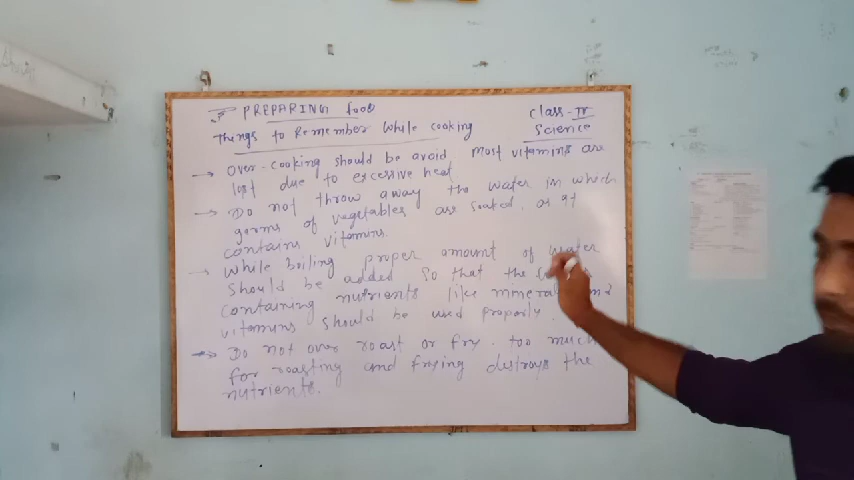 PREPARING food
Things to Remember While Cooking
Class-IV
Science
→ Over-cooking should be avoid most vitamins are
lost due to excessive heat
→ Do not throw away the water in which
of vegetables are soaked. as it
contains vitamins.
→ While boiling proper amount of water
should be added so that the
containing nutrients like minerals and
vitamins should be used properly.
→ Do not over roast or fry. too much
for roasting and frying destroys the
nutrients.